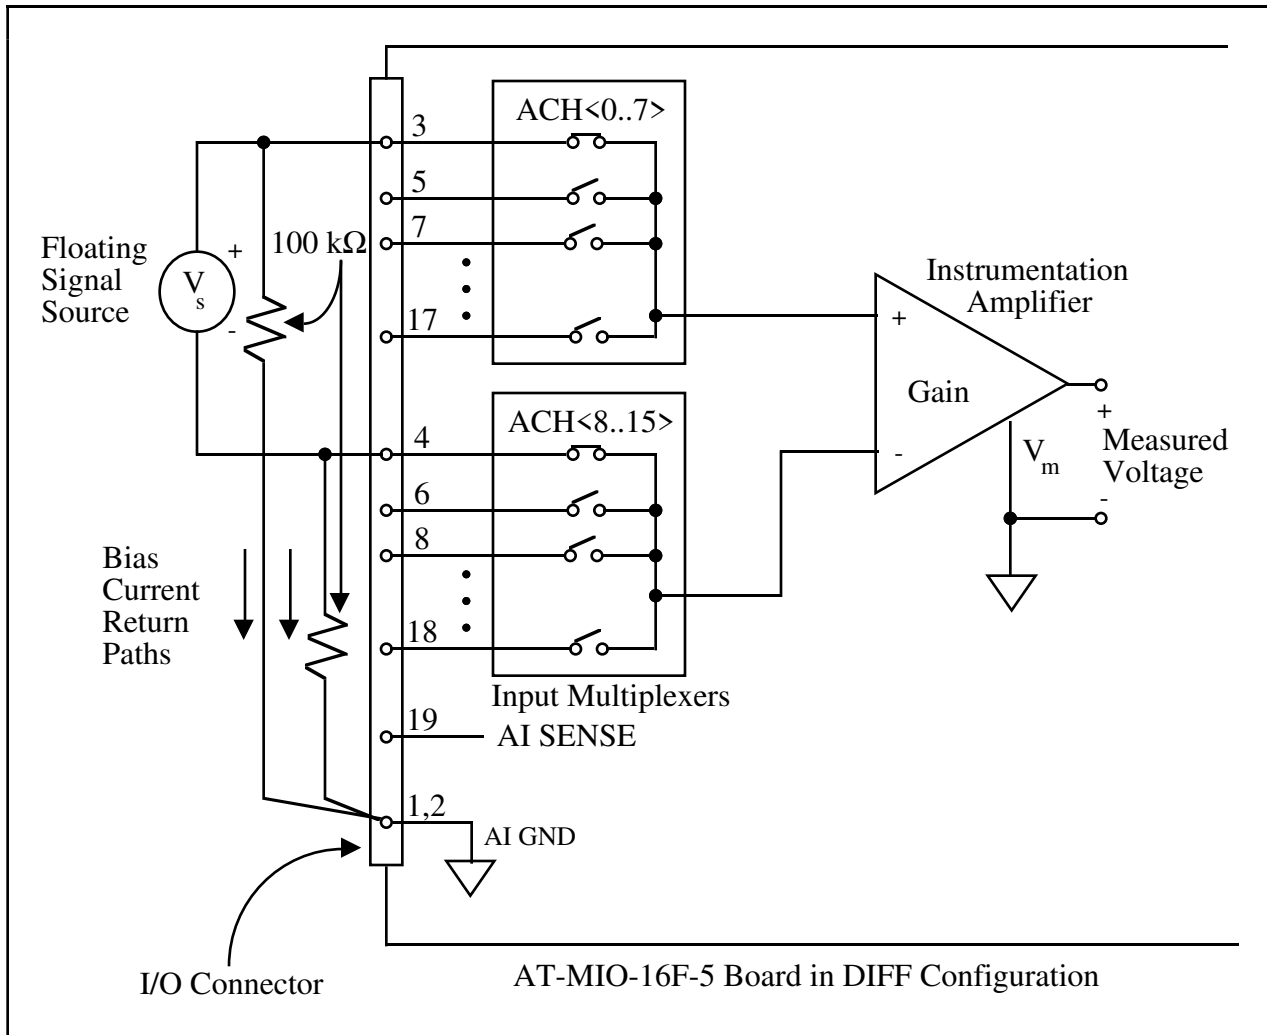 ACH<0..7>
3
5
7
17
Floating
Signal
Source
+
Vs
-
100 kΩ
Instrumentation
Amplifier
+
Gain
-
+
Vm
Measured
Voltage
-
ACH<8..15>
4
6
8
18
Bias
Current
Return
Paths
Input Multiplexers
19
AI SENSE
1,2
AI GND
I/O Connector
AT-MIO-16F-5 Board in DIFF Configuration